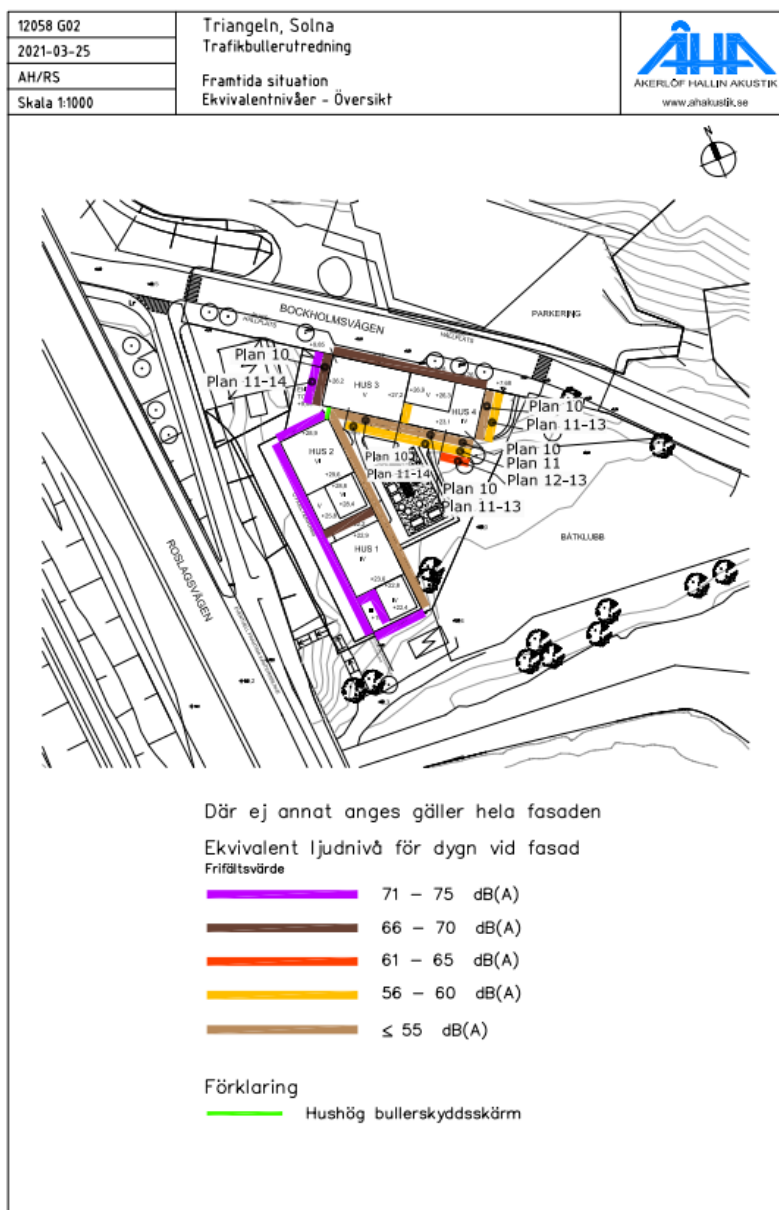 12058 G02
2021-03-25
AH/RS
Skala 1:1000
Triangeln, Solna
Trafikbullerutredning
Framtida situation
Ekvivalentnivåer - Översikt
ÅHA
ÅKERLÖF HALLIN AKUSTIK
www.ahakustik.se
N
BOCKHOLMSVÄGEN
HÅLLPLATS
HÅLLPLATS
PARKERING
Plan 10
Plan 11-14
HUS 3
V
HUS 4
IV
Plan 10
Plan 11-13
Plan 10
Plan 11
Plan 12-13
Plan 10
Plan 11-14
Plan 10
Plan 11-13
HUS 2
VI
HUS 1
IV
BÅTKLUBB
ROSLAGSVÄGEN
Där ej annat anges gäller hela fasaden
Ekvivalent ljudnivå för dygn vid fasad
Frifältsvärde
71 – 75 dB(A)
66 – 70 dB(A)
61 – 65 dB(A)
56 – 60 dB(A)
≤ 55 dB(A)
Förklaring
Hushög bullerskyddsskärm